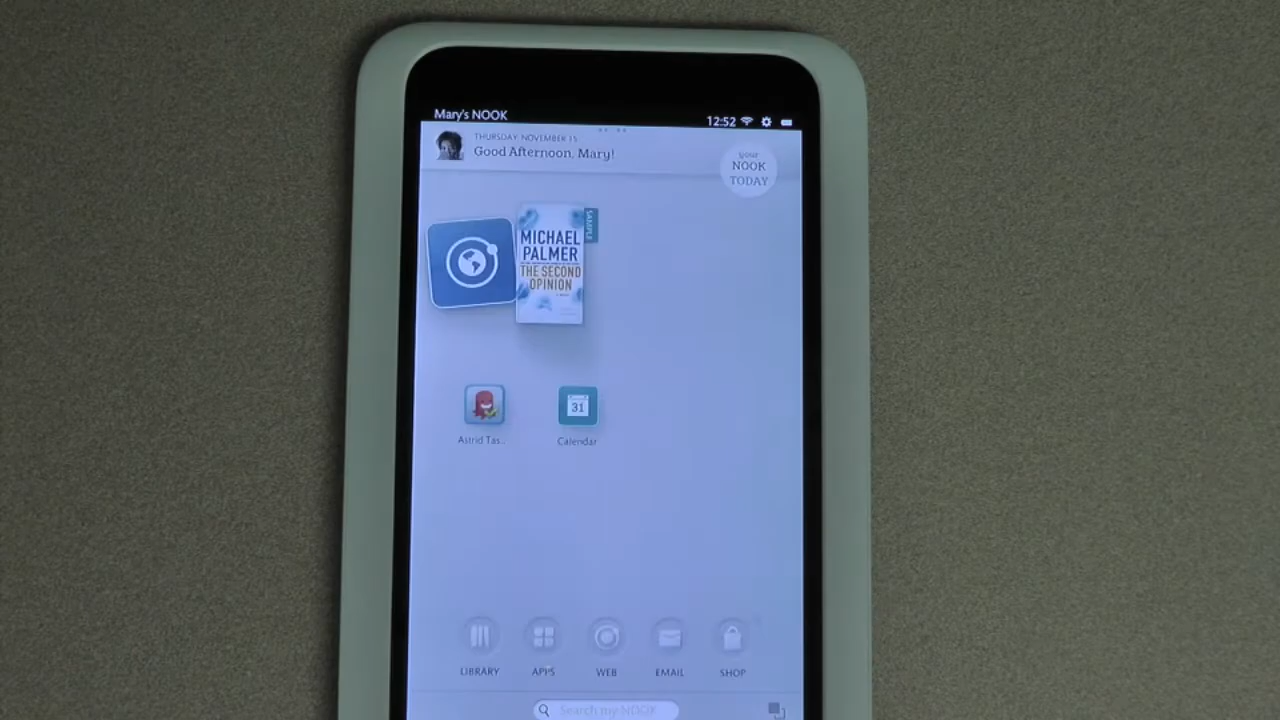 Mary's NOOK
12:52
THURSDAY, NOVEMBER 15
Good Afternoon, Mary!
your
NOOK
TODAY
SAMPLE
MICHAEL
PALMER
THE SECOND
OPINION
Astrid Tas..
31
Calendar
LIBRARY
APPS
WEB
EMAIL
SHOP
Search my NOOK